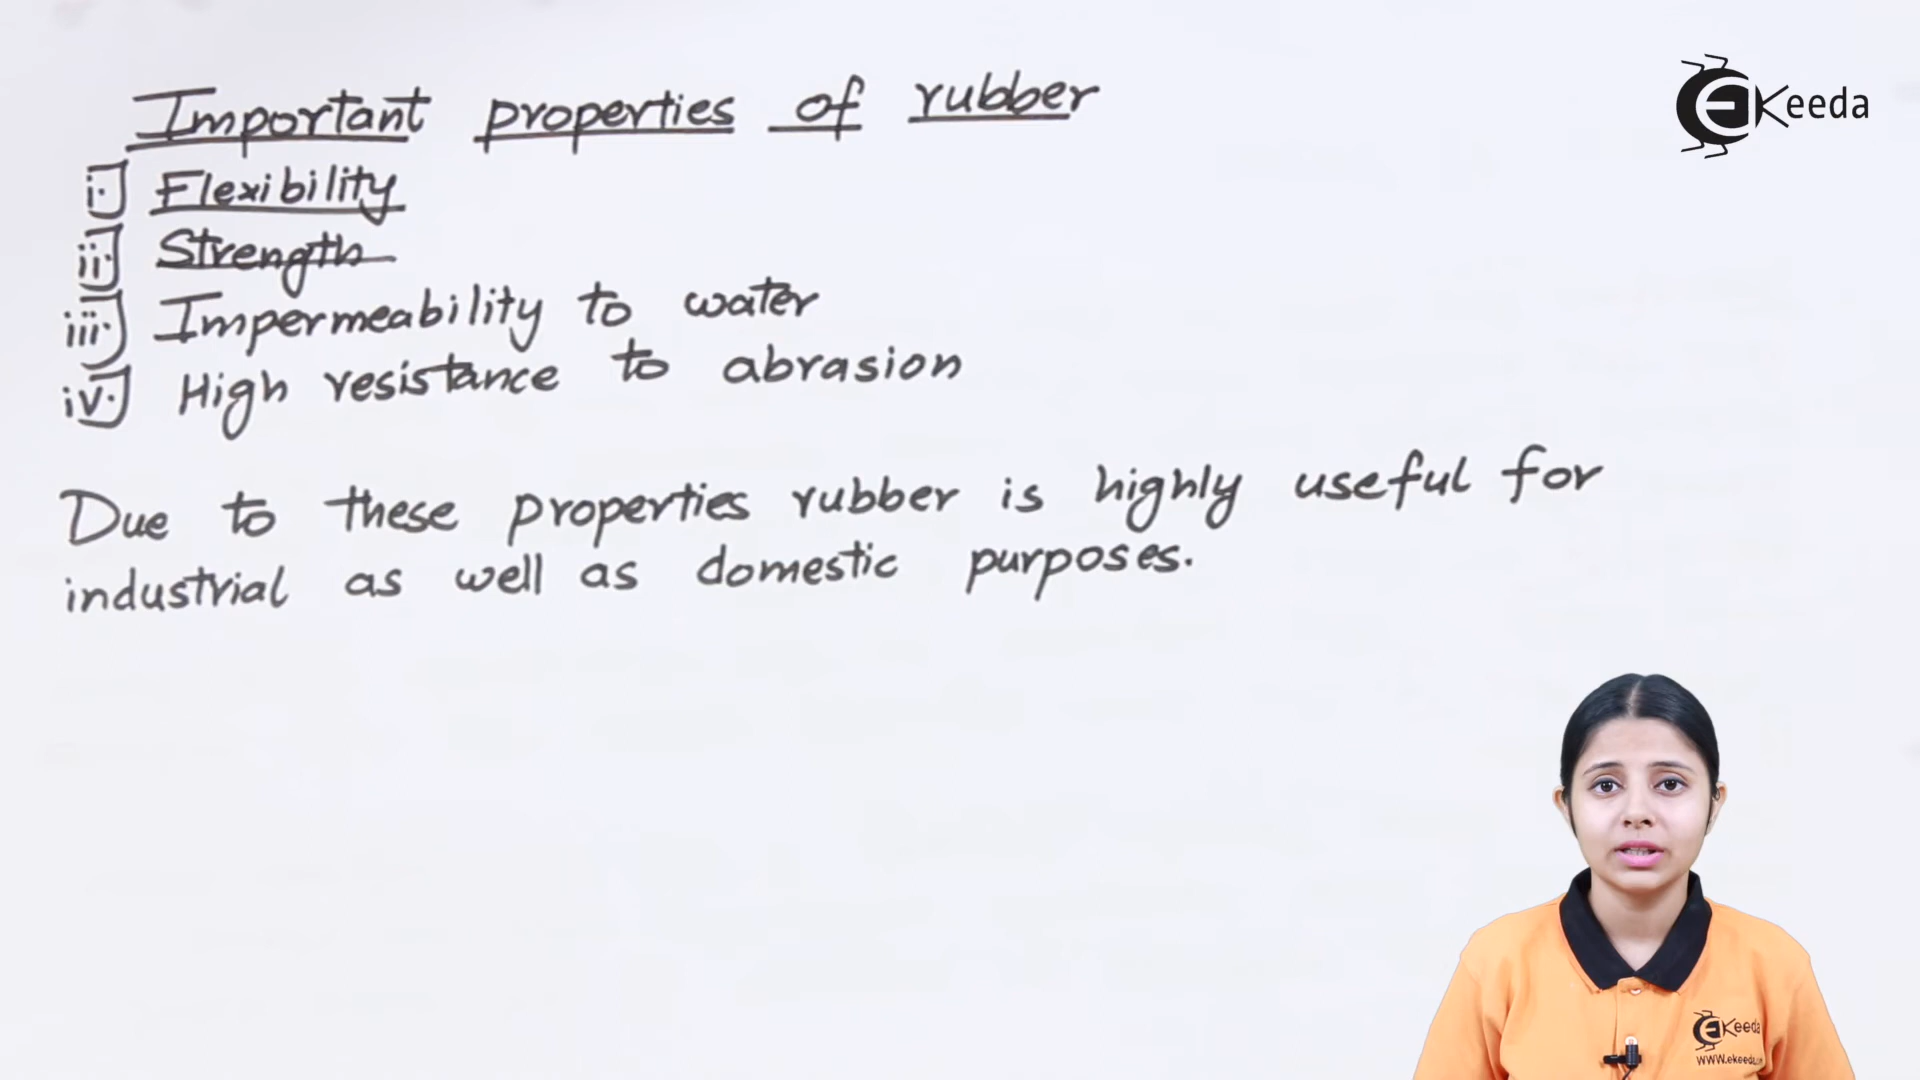 Important properties of rubber
i. Flexibility
ii. Strength
iii. Impermeability to water
iv. High resistance to abrasion
Due to these properties rubber is highly useful for
industrial as well as domestic purposes.
EKeeda
EKeeda